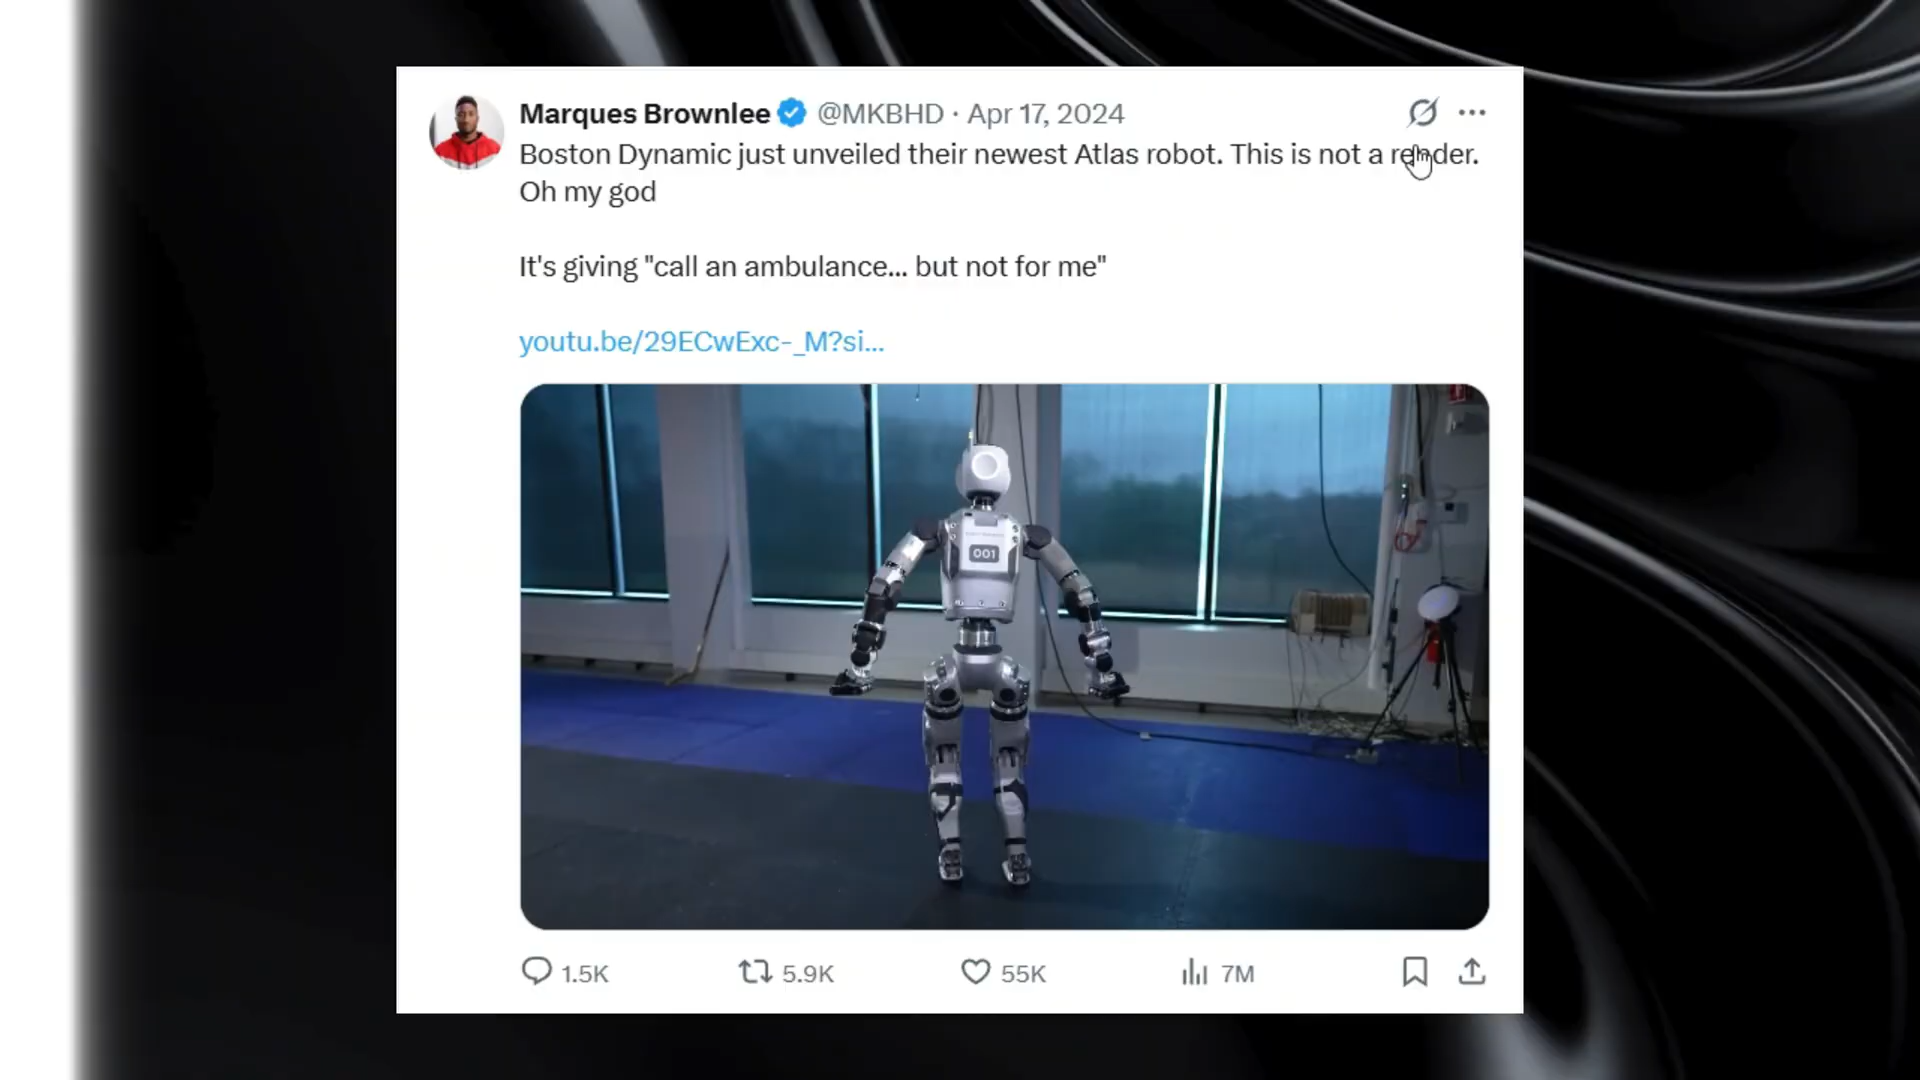 Marques Brownlee @MKBHD · Apr 17, 2024
Boston Dynamic just unveiled their newest Atlas robot. This is not a render.
Oh my god
It's giving "call an ambulance... but not for me"
youtu.be/29ECwExc-_M?si...
001
1.5K 5.9K 55K 7M